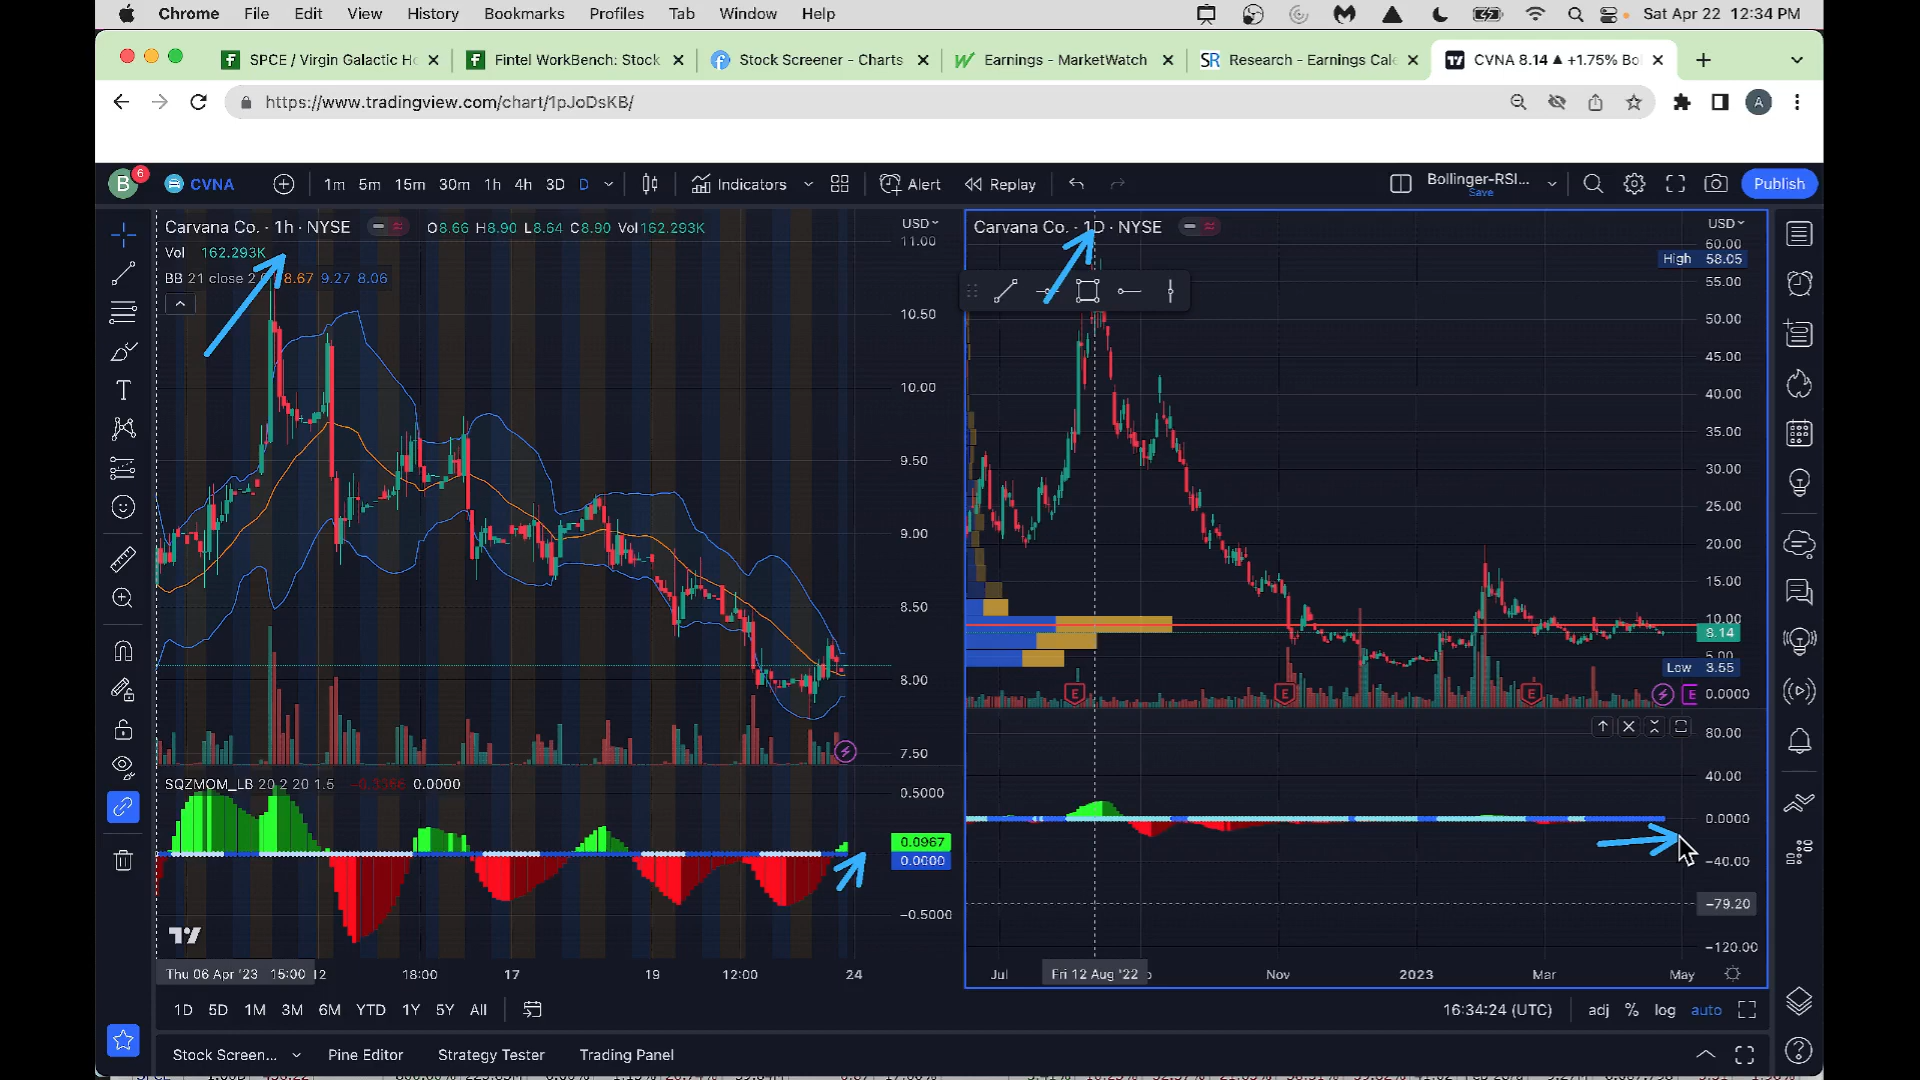 Chrome File Edit View History Bookmarks Profiles Tab Window Help Sat Apr 22 12:34 PM
SPCE / Virgin Galactic Ho Fintel WorkBench: Stock Stock Screener - Charts Earnings - MarketWatch SR Research - Earnings Cale CVNA 8.14 ▲ +1.75% Bol
https://www.tradingview.com/chart/1pJoDsKB/ A
B 6 CVNA 1m 5m 15m 30m 1h 4h 3D D Indicators Alert Replay Bollinger-RSI... Save Publish
Carvana Co. · 1h · NYSE O8.66 H8.90 L8.64 C8.90 Vol162.293K USD
Vol 162.293K
BB 21 close 2 8.67 9.27 8.06
11.00
10.50
10.00
9.50
9.00
8.50
8.00
7.50
SQZMOM_LB 20 2 20 1.5 0.0000
0.5000
0.0967
0.0000
−0.5000
Thu 06 Apr '23 15:00 12 18:00 17 19 12:00 24
Carvana Co. · 1D · NYSE USD
60.00
High 58.05
55.00
50.00
45.00
40.00
35.00
30.00
25.00
20.00
15.00
10.00
8.14
5.00
Low 3.55
E E E E 0.0000
80.00
40.00
0.0000
−40.00
−79.20
−120.00
Jul Fri 12 Aug '22 Nov 2023 Mar May
1D 5D 1M 3M 6M YTD 1Y 5Y All 16:34:24 (UTC) adj % log auto
Stock Screen... Pine Editor Strategy Tester Trading Panel